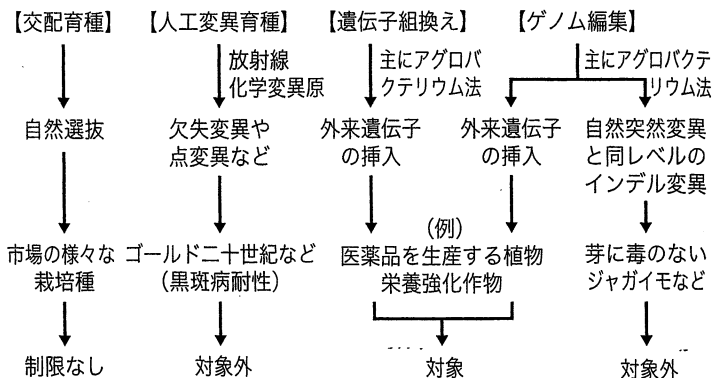 【交配育種】 【人工変異育種】 【遺伝子組換え】 【ゲノム編集】
放射線
化学変異原
主にアグロバ
クテリウム法
主にアグロバクテ
リウム法
自然選抜
欠失変異や
点変異など
外来遺伝子
の挿入
外来遺伝子
の挿入
自然突然変異
と同レベルの
インデル変異
市場の様々な
栽培種
ゴールド二十世紀など
(黒斑病耐性)
(例)
医薬品を生産する植物
栄養強化作物
芽に毒のない
ジャガイモなど
制限なし
対象外
対象
対象外